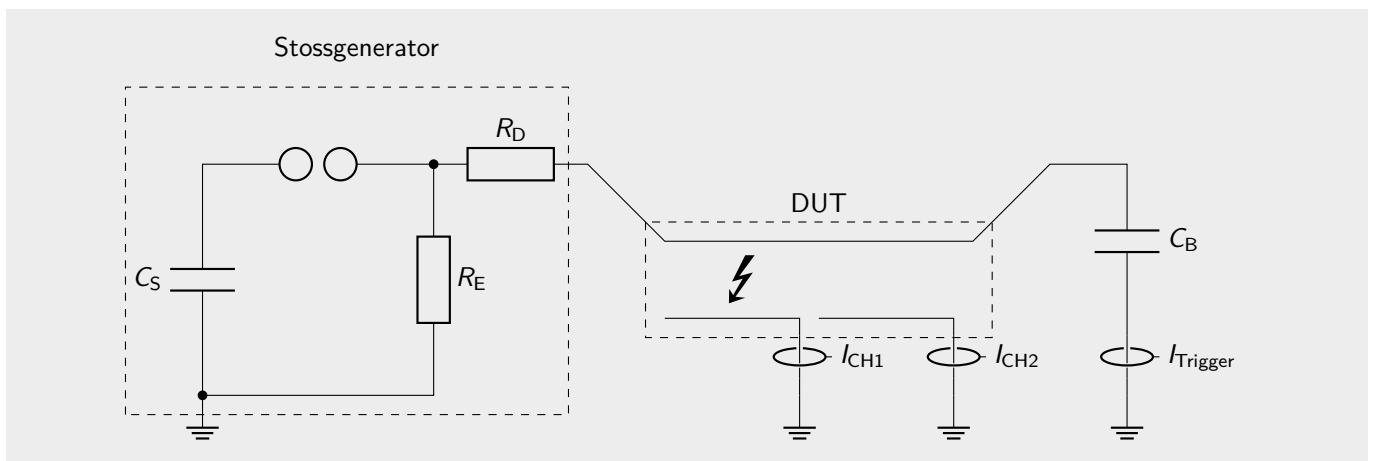 Stossgenerator
R_D
DUT
C_B
C_S
R_E
I_CH1
I_CH2
I_Trigger